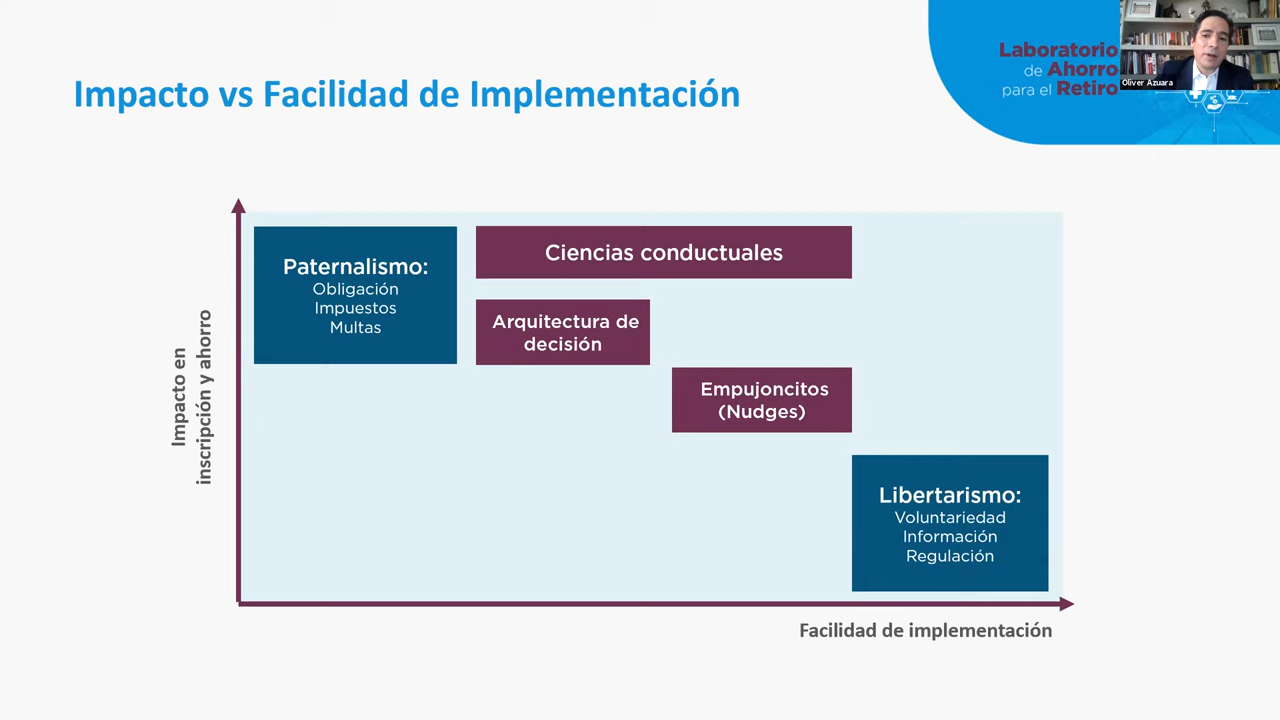 Impacto vs Facilidad de Implementación
Laboratorio
de Ahorro
para el Retiro
Oliver Azuara
Impacto en
inscripción y ahorro
Paternalismo:
Obligación
Impuestos
Multas
Ciencias conductuales
Arquitectura de
decisión
Empujoncitos
(Nudges)
Libertarismo:
Voluntariedad
Información
Regulación
Facilidad de implementación